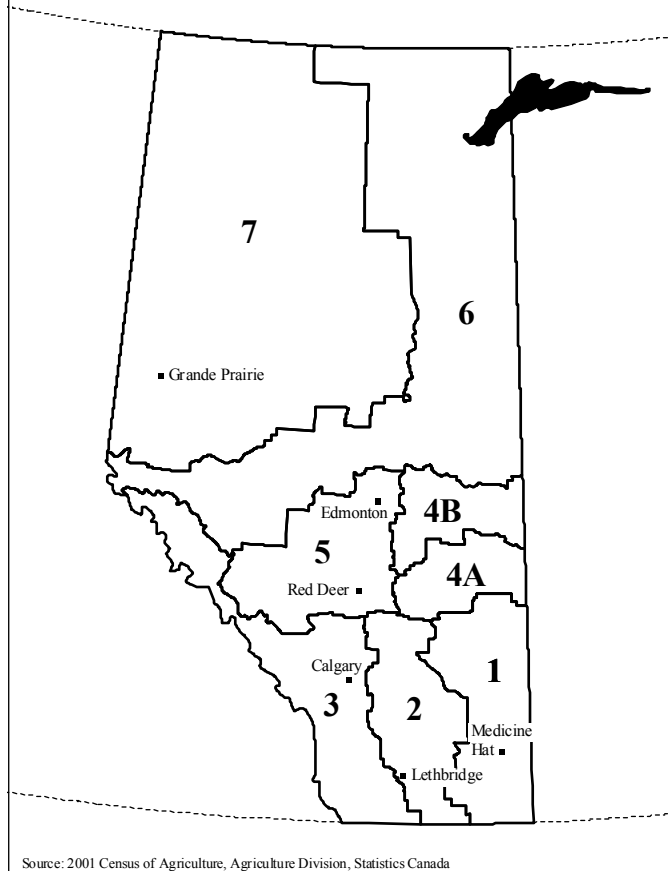 7
6
Grande Prairie
4B
Edmonton
5
4A
Red Deer
1
Calgary
3
2
Medicine
Hat
Lethbridge
Source: 2001 Census of Agriculture, Agriculture Division, Statistics Canada